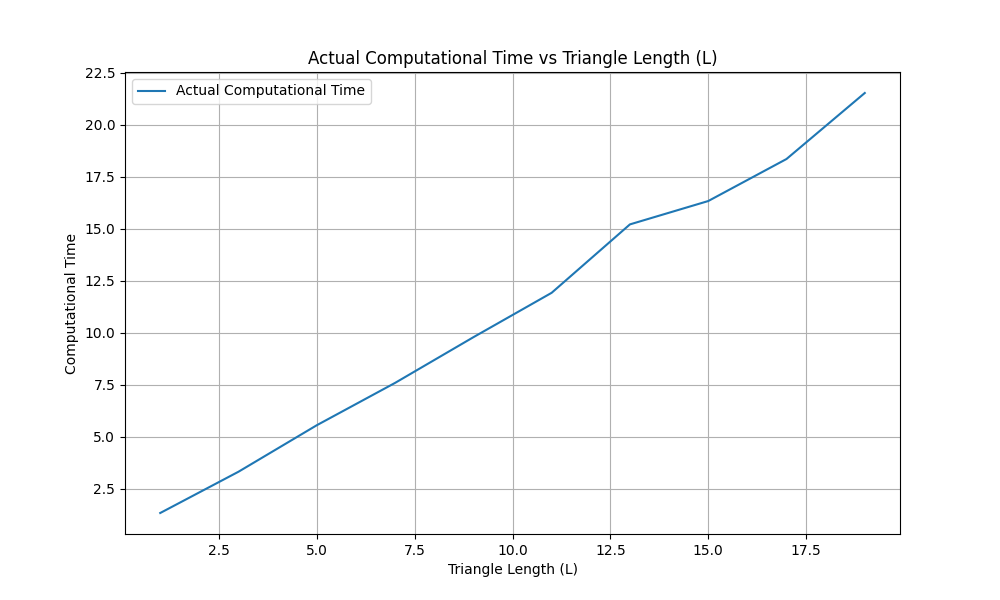 Actual Computational Time vs Triangle Length (L)
Actual Computational Time
Computational Time
22.5
20.0
17.5
15.0
12.5
10.0
7.5
5.0
2.5
2.5 5.0 7.5 10.0 12.5 15.0 17.5
Triangle Length (L)